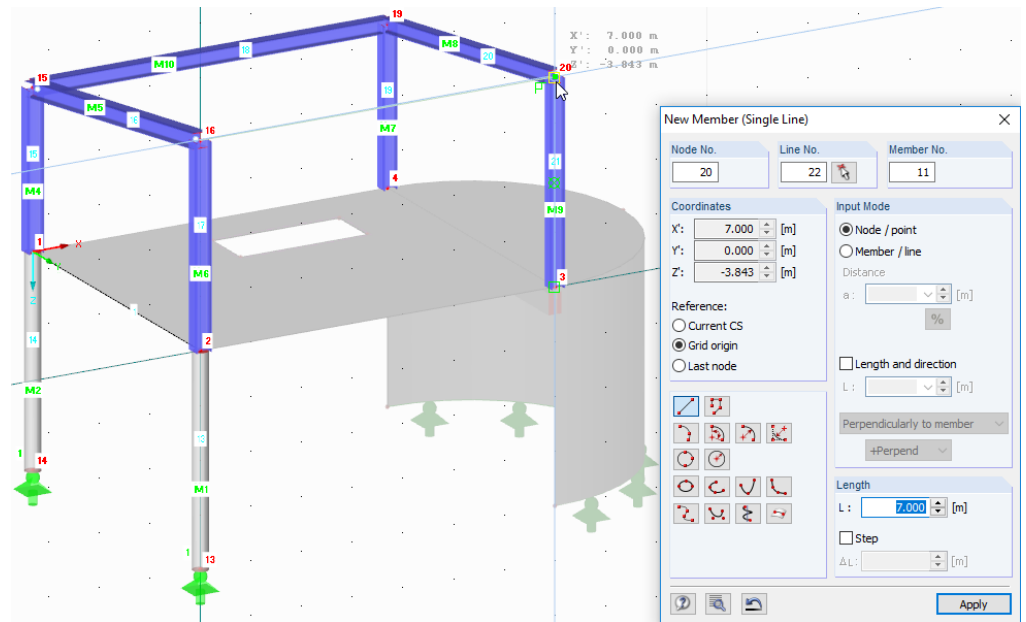 19
M8
20
18
M10
X': 7.000 m
Y': 0.000 m
Z': -3.843 m
20
15
M5
16
16
19
M7
15
M4
17
21
M9
4
1
X
Y
Z
M6
3
2
14
M2
13
1
14
M1
1
13
New Member (Single Line)
Node No.
Line No.
Member No.
20
22
11
Coordinates
X': 7.000 [m]
Y': 0.000 [m]
Z': -3.843 [m]
Reference:
Current CS
Grid origin
Last node
Input Mode
Node / point
Member / line
Distance
a : [m]
%
Length and direction
L : [m]
Perpendicularly to member
+Perpend
Length
L : 7.000 [m]
Step
ΔL: [m]
Apply